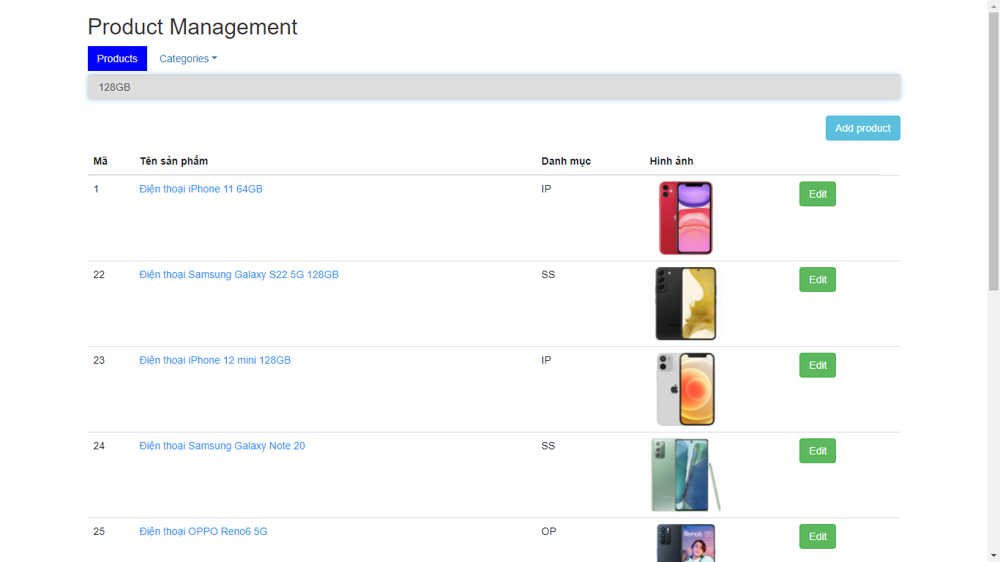 Product Management
Products Categories
128GB
Add product
Mã Tên sản phẩm Danh mục Hình ảnh
1 Điện thoại iPhone 11 64GB IP Edit
22 Điện thoại Samsung Galaxy S22 5G 128GB SS Edit
23 Điện thoại iPhone 12 mini 128GB IP Edit
24 Điện thoại Samsung Galaxy Note 20 SS Edit
25 Điện thoại OPPO Reno6 5G OP Edit
Reno6